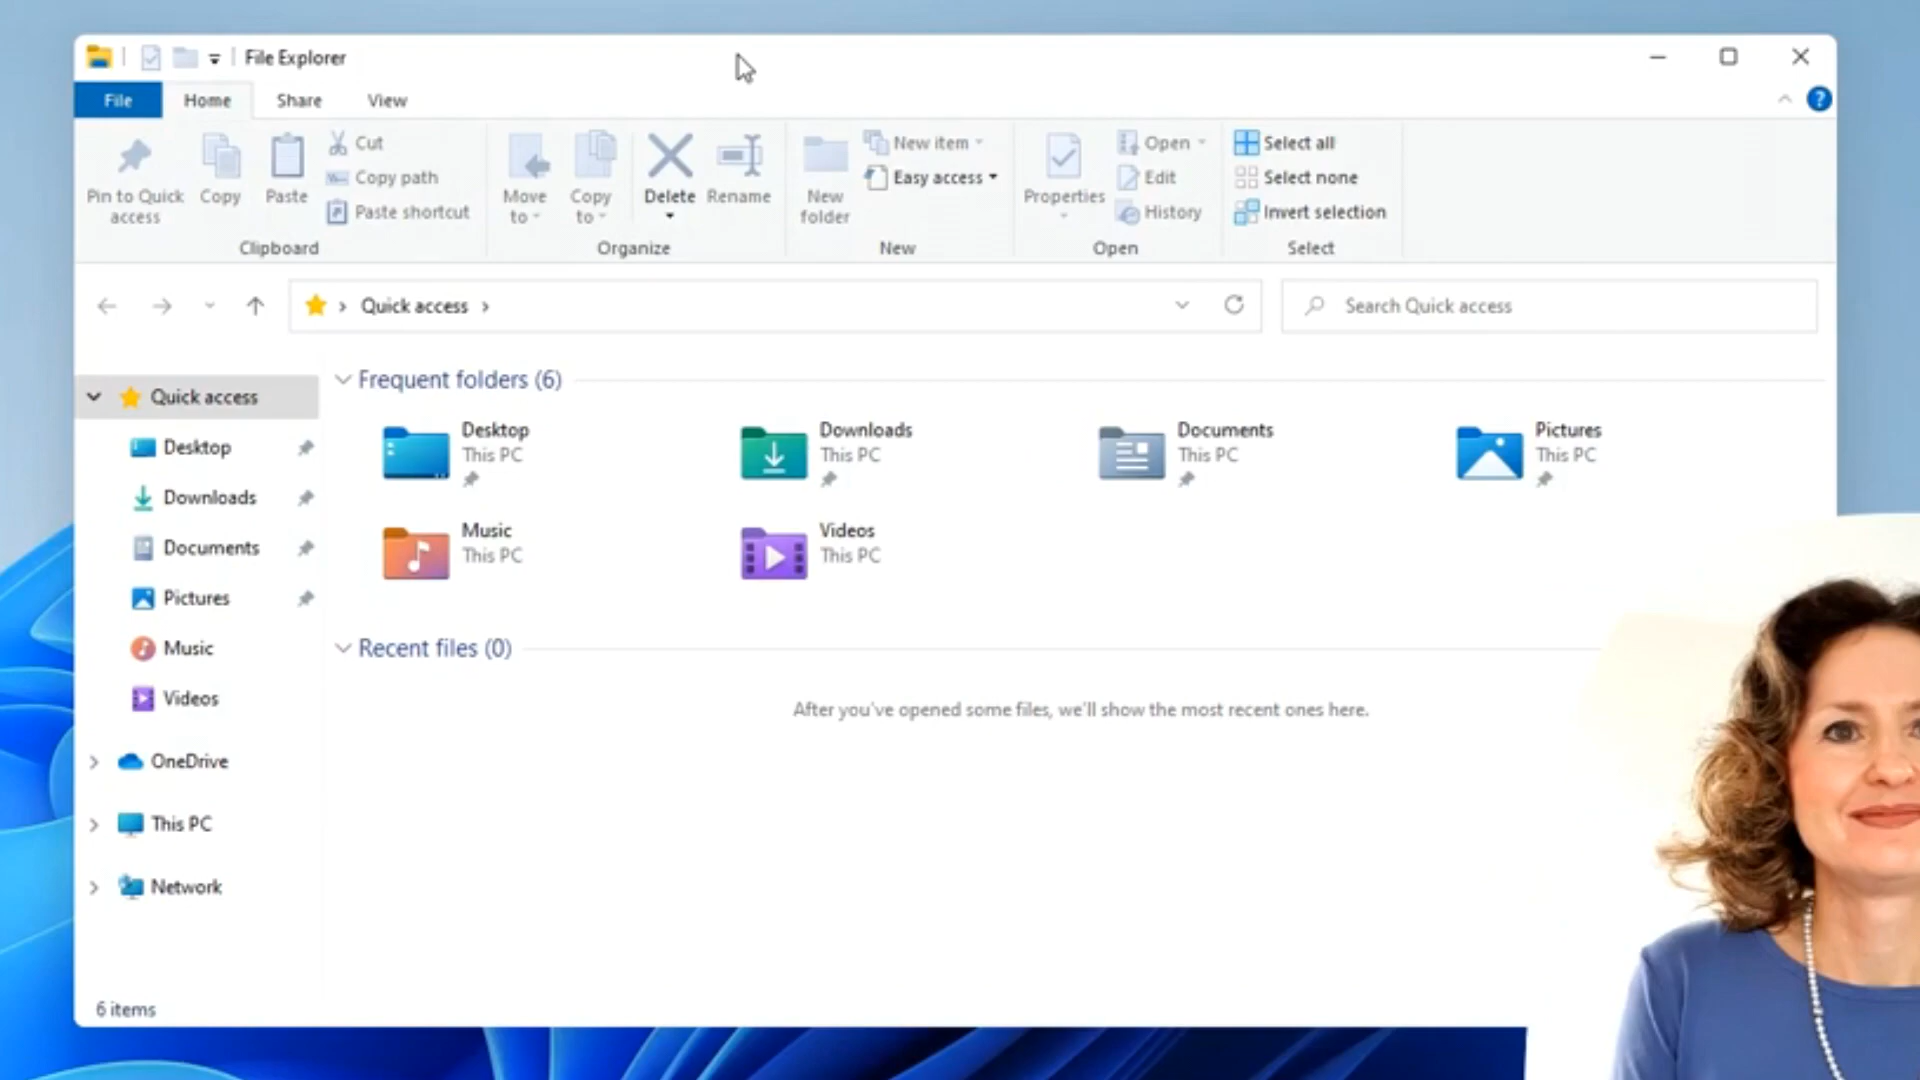 File Explorer
File Home Share View
?
Pin to Quick access
Copy
Paste
Cut
Copy path
Paste shortcut
Clipboard
Move to
Copy to
Delete
Rename
Organize
New folder
New item
Easy access
New
Properties
Open
Edit
History
Open
Select all
Select none
Invert selection
Select
Quick access
Search Quick access
Quick access
Desktop
Downloads
Documents
Pictures
Music
Videos
OneDrive
This PC
Network
Frequent folders (6)
Desktop
This PC
Downloads
This PC
Documents
This PC
Pictures
This PC
Music
This PC
Videos
This PC
Recent files (0)
After you've opened some files, we'll show the most recent ones here.
6 items